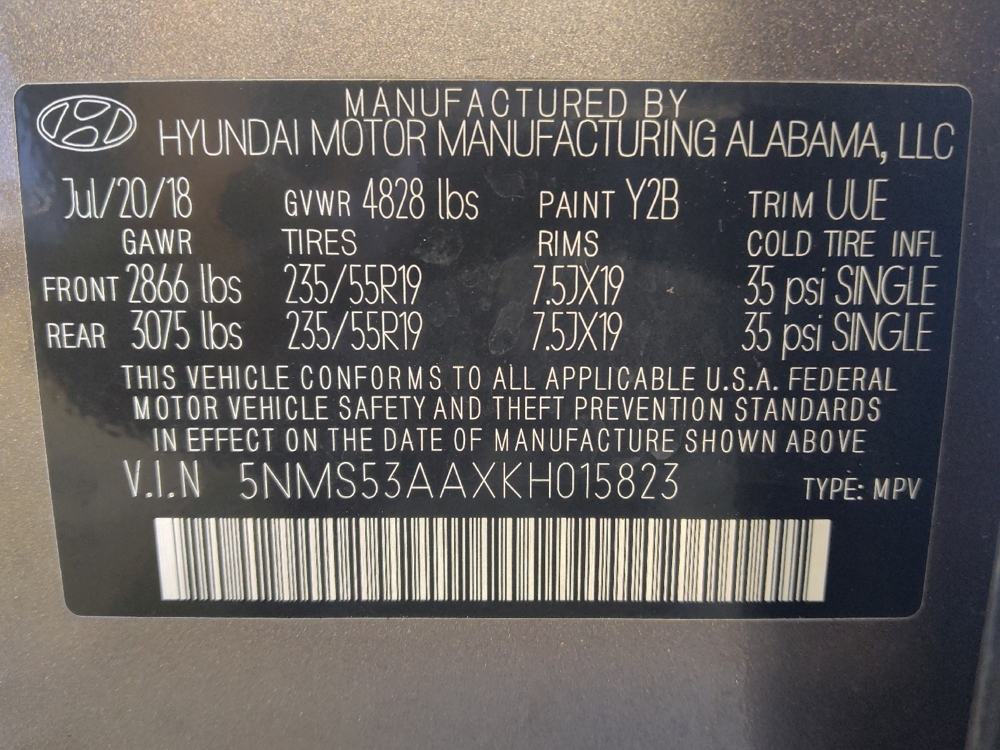 MANUFACTURED BY
HYUNDAI MOTOR MANUFACTURING ALABAMA, LLC
Jul/20/18 GVWR 4828 lbs PAINT Y2B TRIM UUE
GAWR TIRES RIMS COLD TIRE INFL
FRONT 2866 lbs 235/55R19 7.5JX19 35 psi SINGLE
REAR 3075 lbs 235/55R19 7.5JX19 35 psi SINGLE
THIS VEHICLE CONFORMS TO ALL APPLICABLE U.S.A. FEDERAL
MOTOR VEHICLE SAFETY AND THEFT PREVENTION STANDARDS
IN EFFECT ON THE DATE OF MANUFACTURE SHOWN ABOVE
V.I.N 5NMS53AAXKH015823 TYPE: MPV